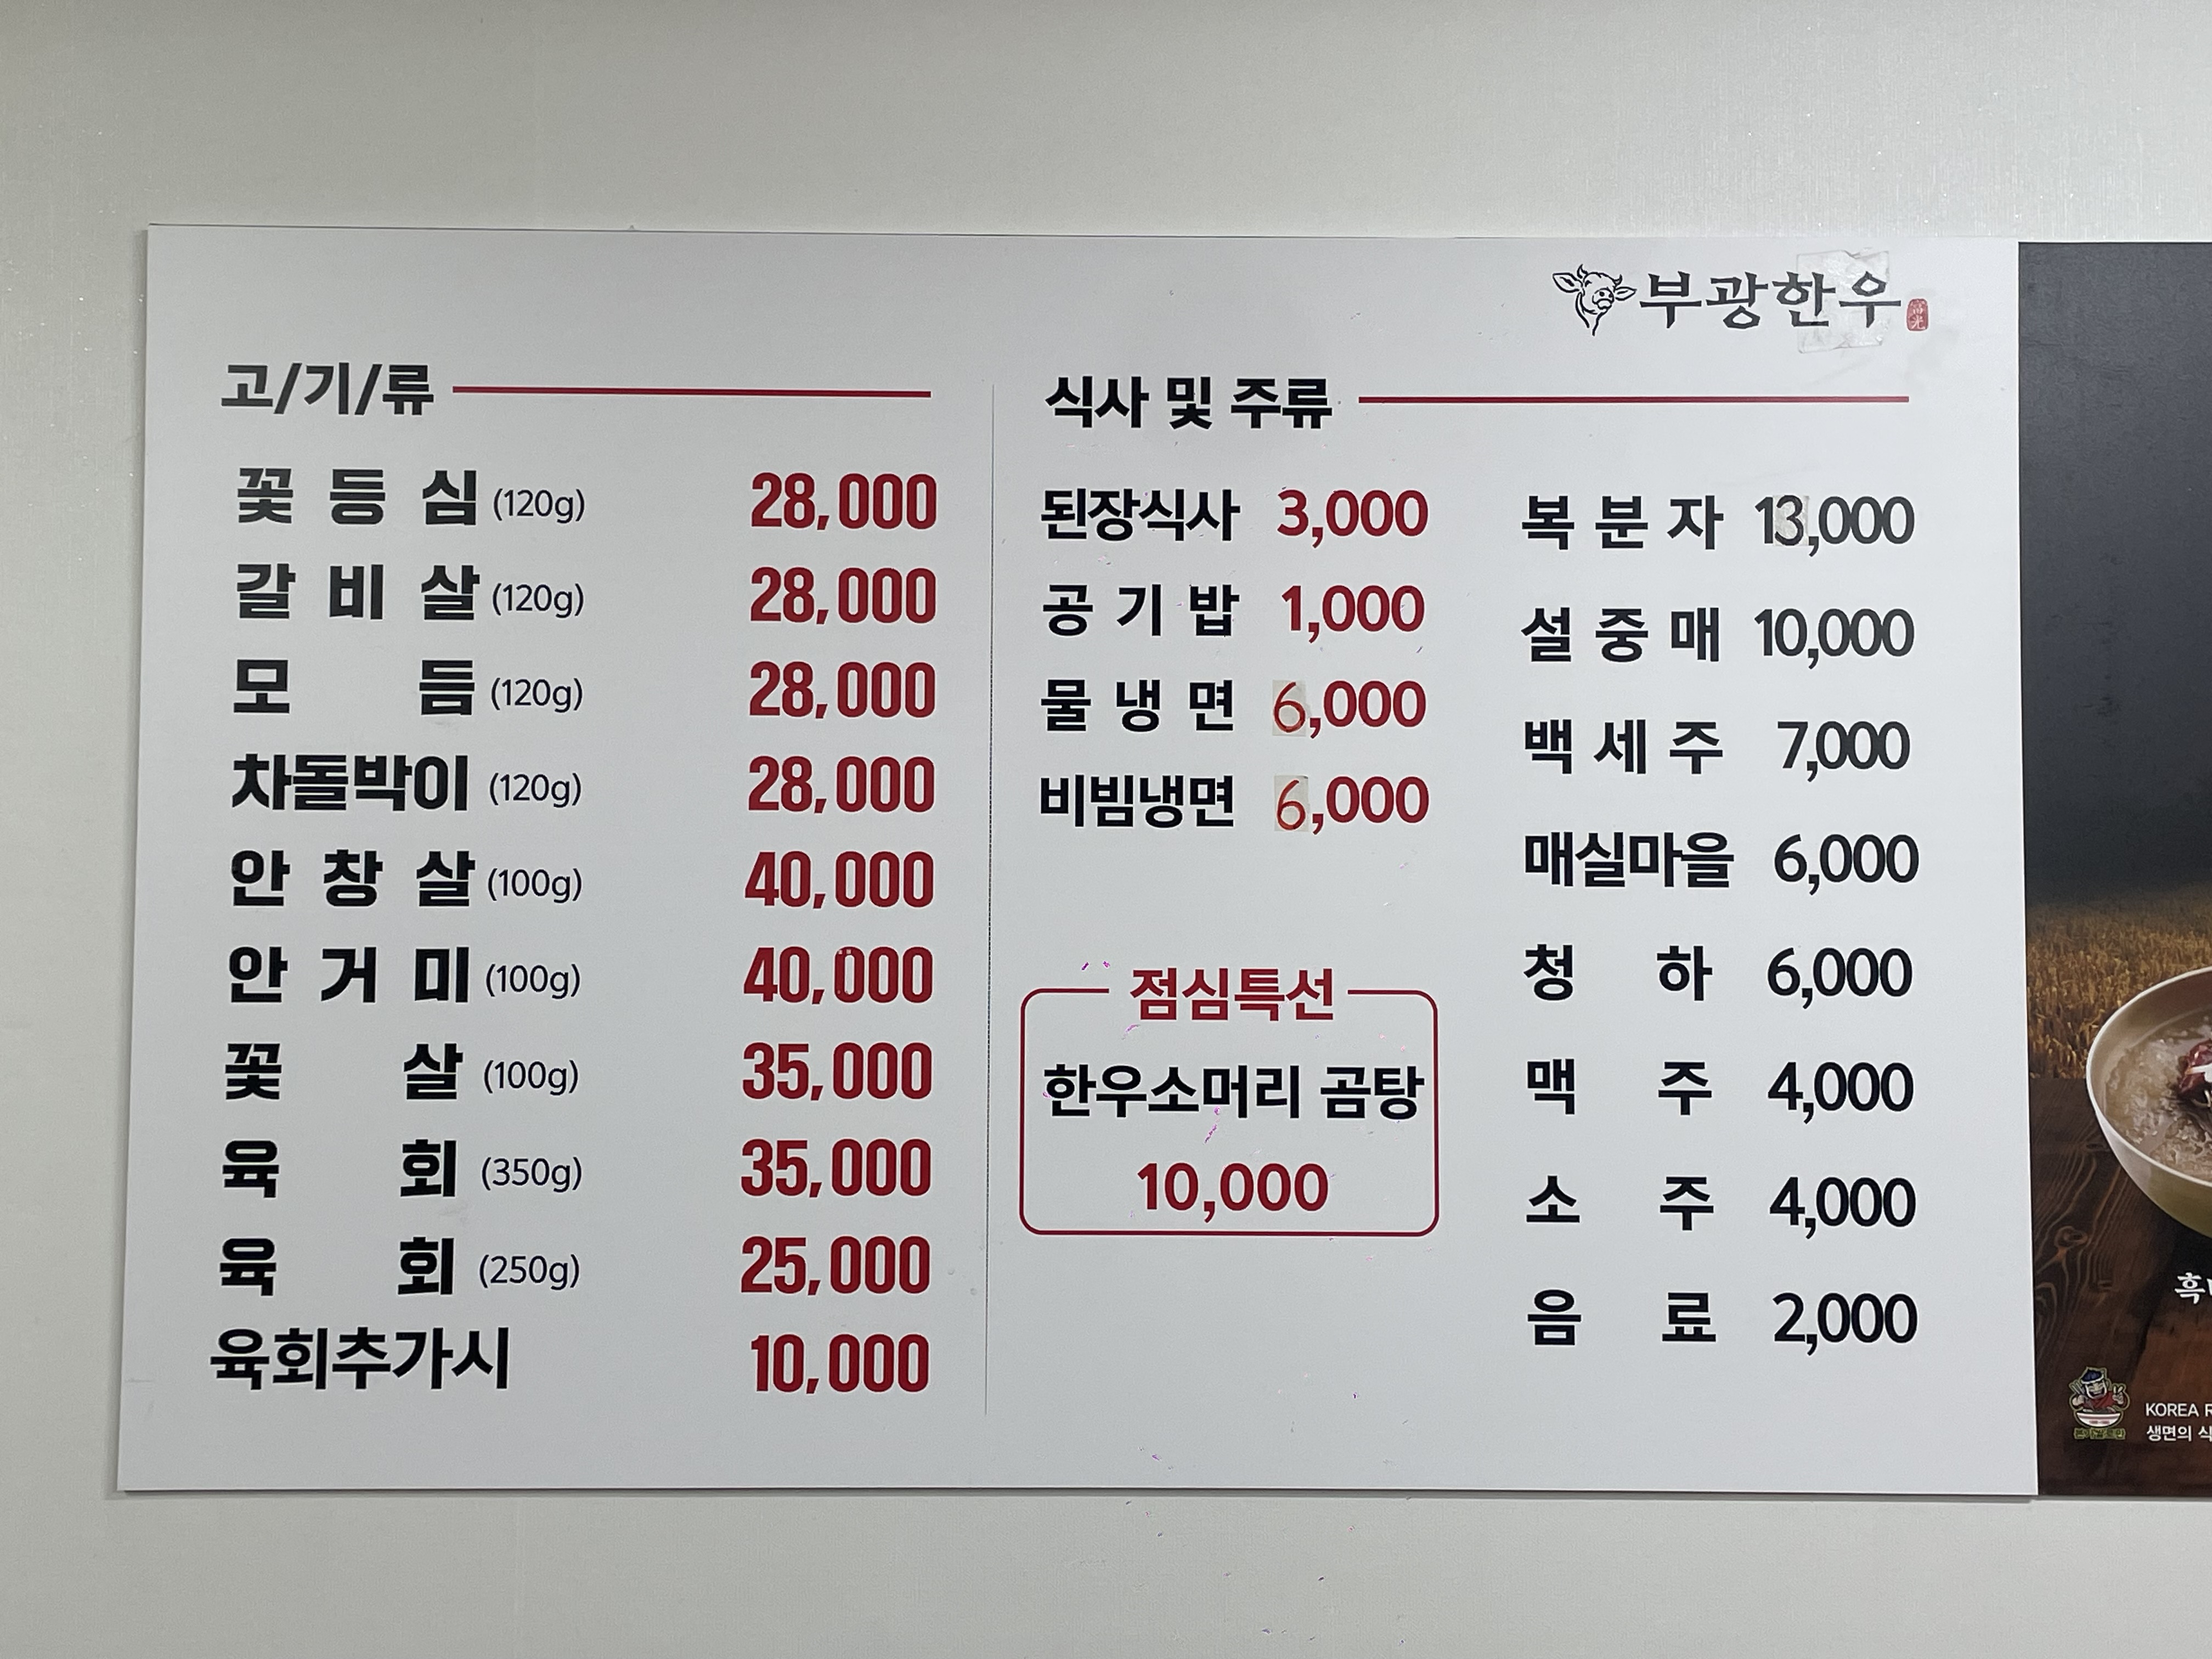 부광한우
富光
고/기/류
꽃등심 (120g) 28,000
갈비살 (120g) 28,000
모듬 (120g) 28,000
차돌박이 (120g) 28,000
안창살 (100g) 40,000
안거미 (100g) 40,000
꽃살 (100g) 35,000
육회 (350g) 35,000
육회 (250g) 25,000
육회추가시 10,000
식사 및 주류
된장식사 3,000
공기밥 1,000
물냉면 6,000
비빔냉면 6,000
점심특선
한우소머리 곰탕
10,000
복분자 13,000
설중매 10,000
백세주 7,000
매실마을 6,000
청하 6,000
맥주 4,000
소주 4,000
음료 2,000
KOREA
생면의